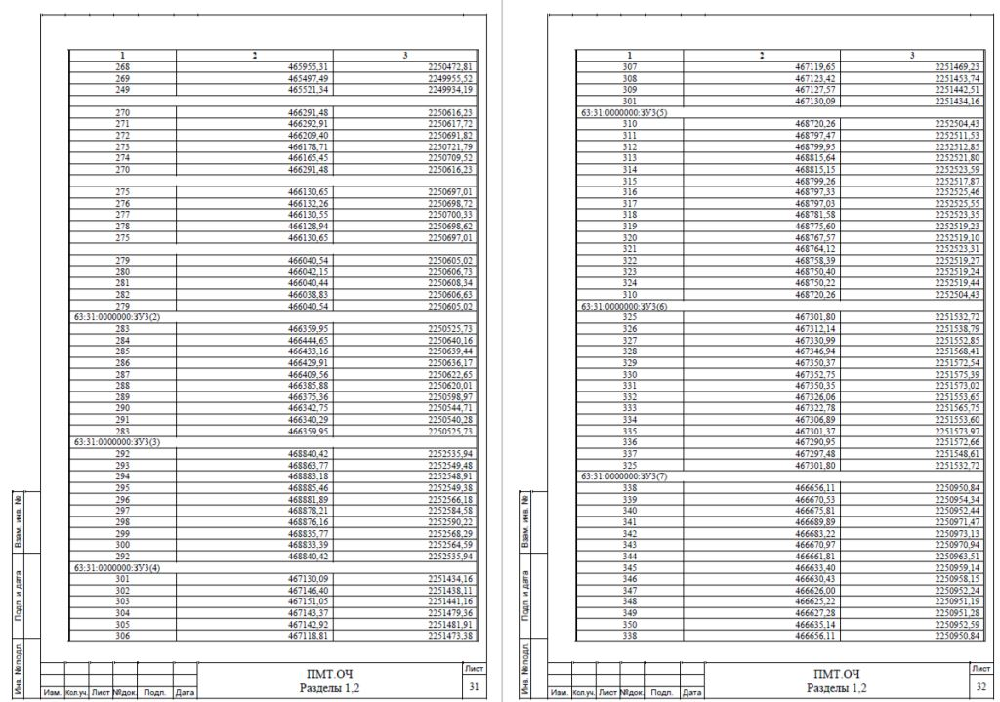 1 2 3
268 465955,31 2250472,81
269 465497,49 2249955,52
249 465521,34 2249934,19
270 466291,48 2250616,23
271 466292,91 2250617,72
272 466209,40 2250691,82
273 466178,71 2250721,79
274 466165,45 2250709,52
270 466291,48 2250616,23
275 466130,65 2250697,01
276 466132,26 2250698,72
277 466130,55 2250700,33
278 466128,94 2250698,62
275 466130,65 2250697,01
279 466040,54 2250605,02
280 466042,15 2250606,73
281 466040,44 2250608,34
282 466038,83 2250606,63
279 466040,54 2250605,02
63:31:0000000:ЗУ3(2)
283 466359,95 2250525,73
284 466444,65 2250640,16
285 466433,16 2250639,44
286 466429,91 2250636,17
287 466409,56 2250622,65
288 466385,88 2250620,01
289 466375,36 2250598,97
290 466342,75 2250544,71
291 466340,29 2250540,28
283 466359,95 2250525,73
63:31:0000000:ЗУ3(3)
292 468840,42 2252535,94
293 468863,77 2252549,48
294 468883,18 2252548,91
295 468885,46 2252549,38
296 468881,89 2252566,18
297 468878,21 2252584,58
298 468876,16 2252590,22
299 468835,77 2252568,29
300 468833,39 2252564,59
292 468840,42 2252535,94
63:31:0000000:ЗУ3(4)
301 467130,09 2251434,16
302 467146,40 2251438,11
303 467151,05 2251441,16
304 467143,37 2251479,36
305 467142,92 2251481,91
306 467118,81 2251473,38
Взам. инв. №
Подп. и дата
Инв. № подл.
Изм. Кол.уч. Лист №док. Подп. Дата
ПМТ.ОЧ
Разделы 1,2
Лист
31
1 2 3
307 467119,65 2251469,23
308 467123,42 2251453,74
309 467127,57 2251442,51
301 467130,09 2251434,16
63:31:0000000:ЗУ3(5)
310 468720,26 2252504,43
311 468797,47 2252511,53
312 468799,95 2252512,85
313 468815,64 2252521,80
314 468815,15 2252523,59
315 468799,26 2252517,87
316 468797,33 2252525,46
317 468797,03 2252525,55
318 468781,58 2252523,35
319 468775,60 2252519,23
320 468767,57 2252519,10
321 468764,12 2252523,31
322 468758,39 2252519,27
323 468750,40 2252519,24
324 468750,22 2252519,44
310 468720,26 2252504,43
63:31:0000000:ЗУ3(6)
325 467301,80 2251532,72
326 467312,14 2251538,79
327 467330,99 2251552,85
328 467346,94 2251568,41
329 467350,37 2251572,54
330 467352,75 2251575,39
331 467350,35 2251573,02
332 467326,06 2251553,65
333 467322,78 2251565,75
334 467306,89 2251553,60
335 467301,37 2251573,97
336 467290,95 2251572,66
337 467297,48 2251548,61
325 467301,80 2251532,72
63:31:0000000:ЗУ3(7)
338 466656,11 2250950,84
339 466670,53 2250954,34
340 466675,81 2250952,44
341 466689,89 2250971,47
342 466683,22 2250973,13
343 466670,97 2250970,94
344 466661,81 2250963,51
345 466633,40 2250959,14
346 466630,43 2250958,15
347 466626,00 2250952,24
348 466625,22 2250951,19
349 466627,28 2250951,28
350 466635,14 2250952,59
338 466656,11 2250950,84
Взам. инв. №
Подп. и дата
Инв. № подл.
Изм. Кол.уч. Лист №док. Подп. Дата
ПМТ.ОЧ
Разделы 1,2
Лист
32